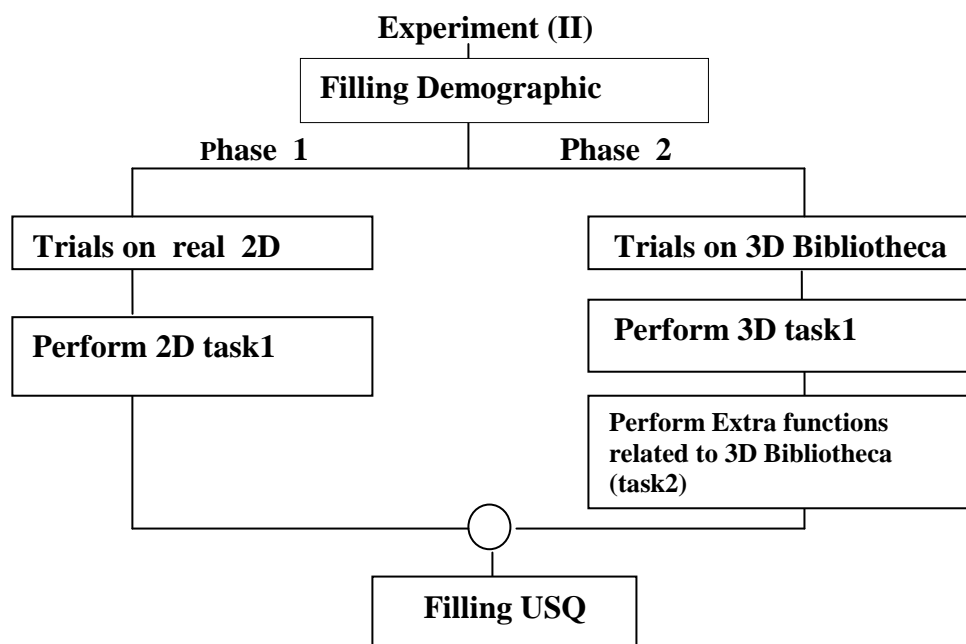 Experiment (II)
Filling Demographic
Phase 1
Phase 2
Trials on real 2D
Trials on 3D Bibliotheca
Perform 2D task1
Perform 3D task1
Perform Extra functions
related to 3D Bibliotheca
(task2)
Filling USQ